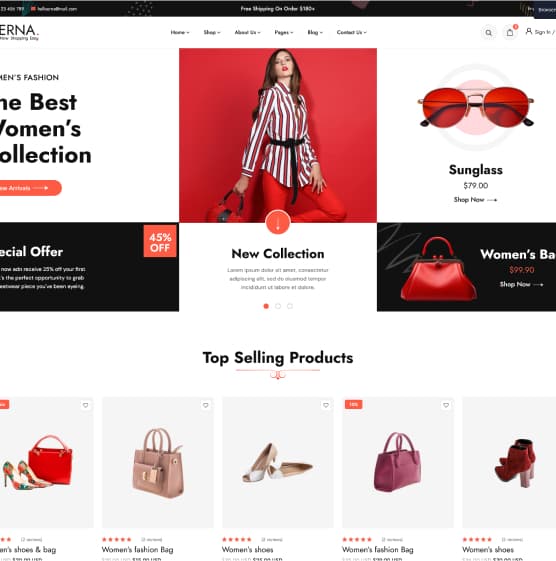 23 456 789 helloerna@mail.com
Free Shipping On Order $180+
ERNA.
New Shopping Easy
Home
Shop
About Us
Pages
Blog
Contact Us
Sign In /
MEN'S FASHION
he Best
Women's
ollection
ew Arrivals
Sunglass
$79.00
Shop Now
ecial Offer
now ads receive 25% off your first
's the perfect opportunity to grab
eetwear piece you've been eyeing.
45%
OFF
New Collection
Lorem ipsum dolor sit amet, consectetur
adipiscing elit, sed do eiusmod tempor
incididunt ut labore et dolore.
Women's Ba
$99.90
Shop Now
Top Selling Products
10%
(2 reviews)
(2 reviews)
(2 reviews)
(2 reviews)
(2 reviews)
en's shoes & bag
Women's fashion Bag
Women's shoes
Women's fashion Bag
Women's shoes